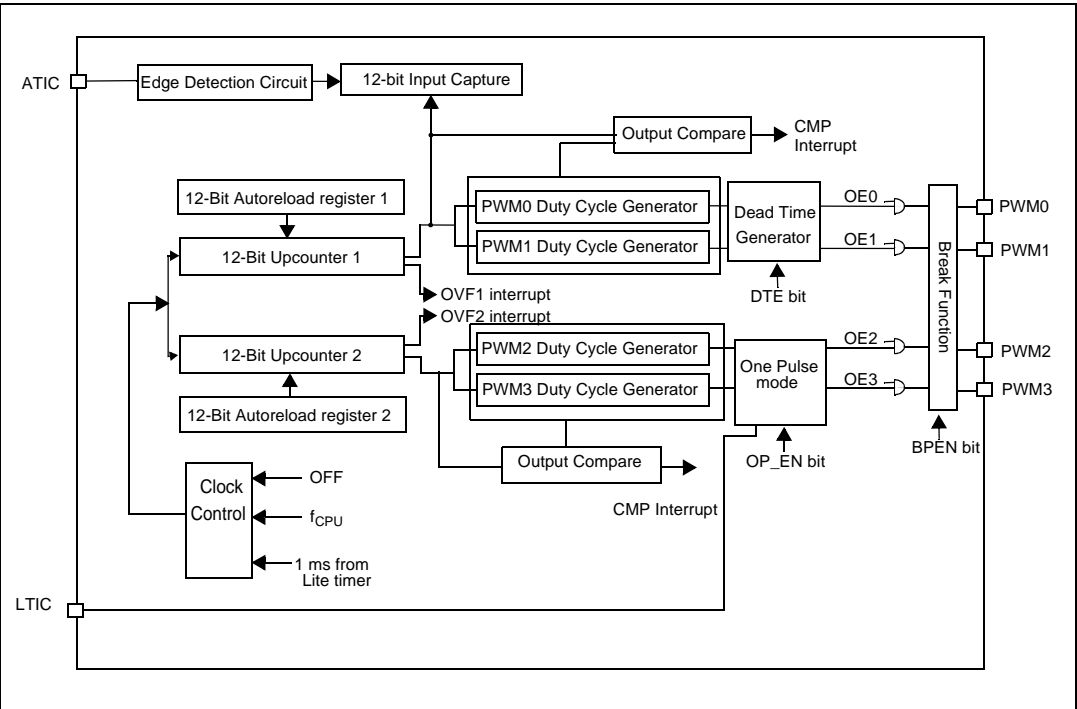 ATIC
Edge Detection Circuit
12-bit Input Capture
Output Compare
CMP
Interrupt
12-Bit Autoreload register 1
PWM0 Duty Cycle Generator
PWM1 Duty Cycle Generator
Dead Time
Generator
OE0
OE1
PWM0
PWM1
12-Bit Upcounter 1
DTE bit
OVF1 interrupt
OVF2 interrupt
Break Function
12-Bit Upcounter 2
PWM2 Duty Cycle Generator
PWM3 Duty Cycle Generator
One Pulse
mode
OE2
OE3
PWM2
PWM3
12-Bit Autoreload register 2
Output Compare
OP_EN bit
BPEN bit
Clock
Control
OFF
fCPU
1 ms from
Lite timer
CMP Interrupt
LTIC